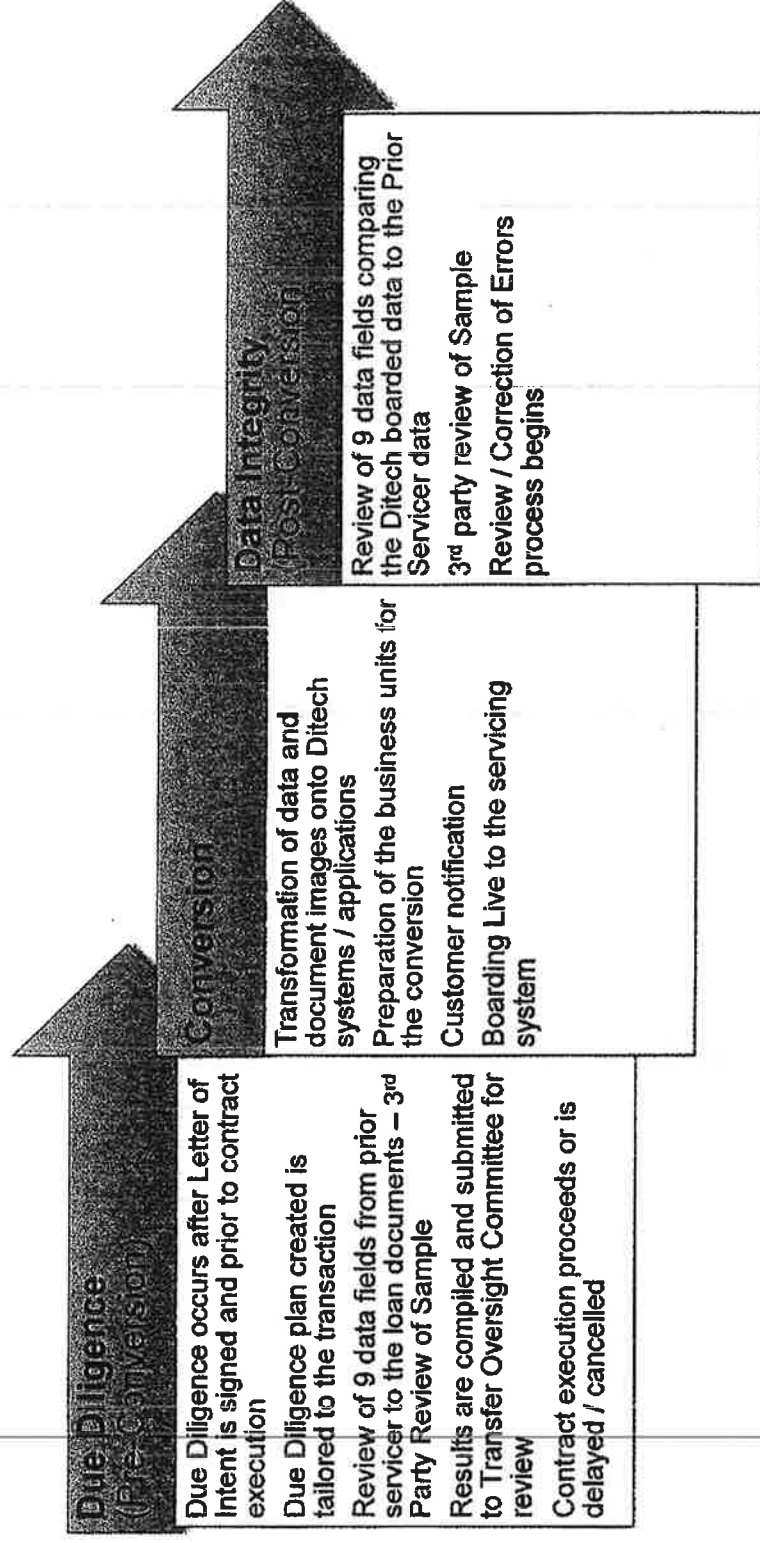 Due Diligence
(Pre-Conversion)
Due Diligence occurs after Letter of
Intent is signed and prior to contract
execution
Due Diligence plan created is
tailored to the transaction
Review of 9 data fields from prior
servicer to the loan documents – 3rd
Party Review of Sample
Results are compiled and submitted
to Transfer Oversight Committee for
review
Contract execution proceeds or is
delayed / cancelled
Conversion
Transformation of data and
document images onto Ditech
systems / applications
Preparation of the business units for
the conversion
Customer notification
Boarding Live to the servicing
system
Data Integrity
(Post-Conversion)
Review of 9 data fields comparing
the Ditech boarded data to the Prior
Servicer data
3rd party review of Sample
Review / Correction of Errors
process begins